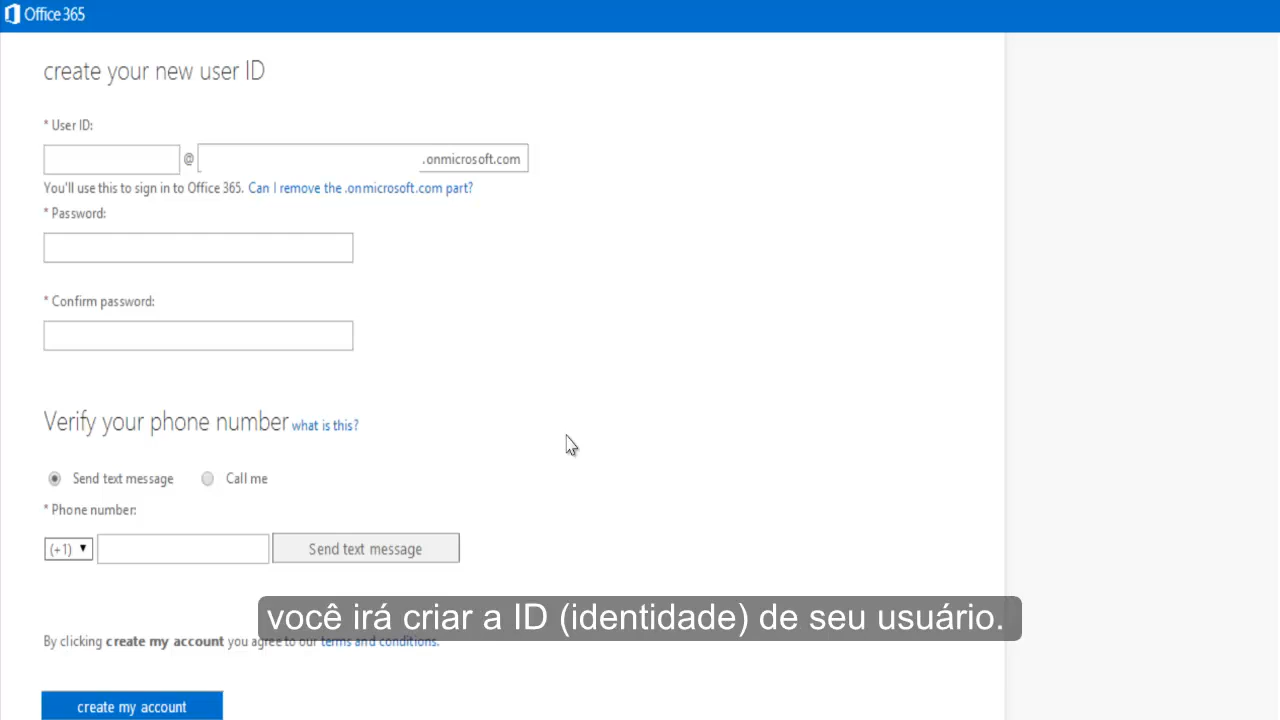 Office 365
create your new user ID
* User ID:
@ .onmicrosoft.com
You'll use this to sign in to Office 365. Can I remove the .onmicrosoft.com part?
* Password:
* Confirm password:
Verify your phone number what is this?
Send text message Call me
* Phone number:
(+1) Send text message
você irá criar a ID (identidade) de seu usuário.
By clicking create my account you agree to our terms and conditions.
create my account